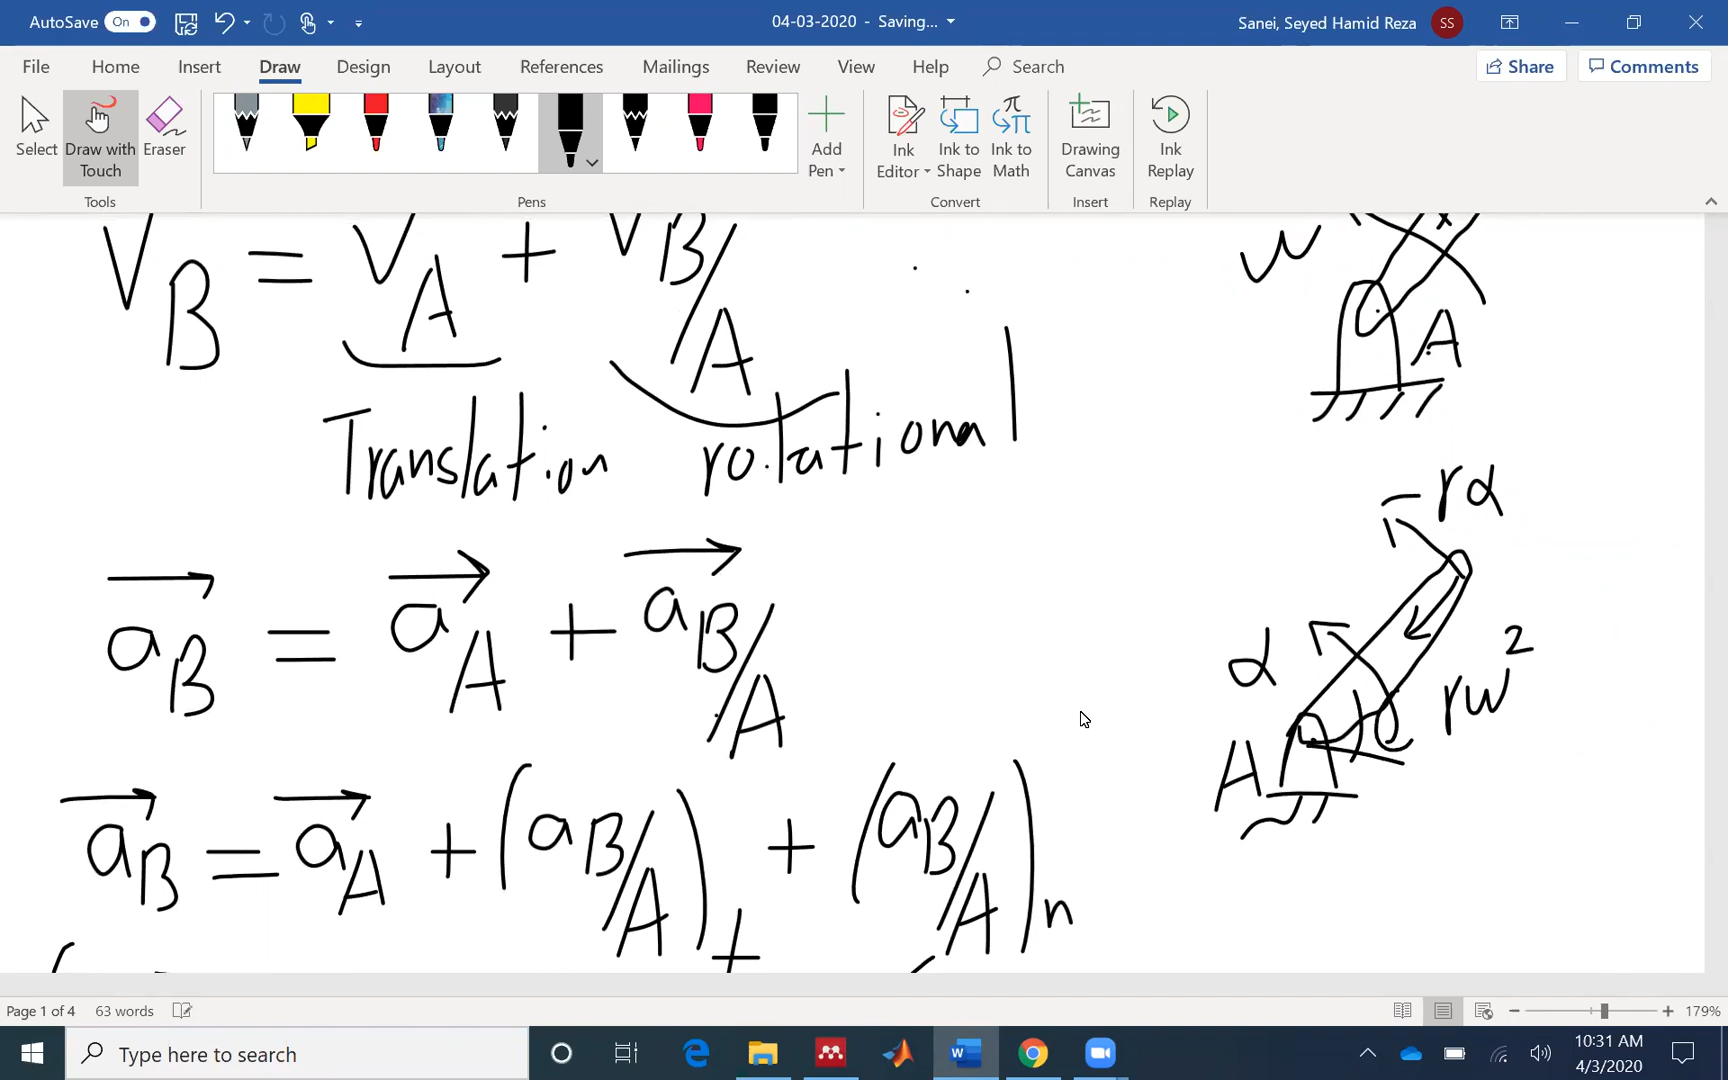 AutoSave On 04-03-2020 - Saving... Sanei, Seyed Hamid Reza SS
File Home Insert Draw Design Layout References Mailings Review View Help Search Share Comments
Select Draw with Touch Eraser Add Pen Ink Editor Ink to Shape Ink to Math Drawing Canvas Ink Replay
Tools Pens Convert Insert Replay
V_B = V_A + V_B/A
Translation rotational
w
A
a_B = a_A + a_B/A
rα
α
rw²
A
a_B = a_A + (a_B/A)_t + (a_B/A)_n
Page 1 of 4 63 words 179%
Type here to search
10:31 AM
4/3/2020